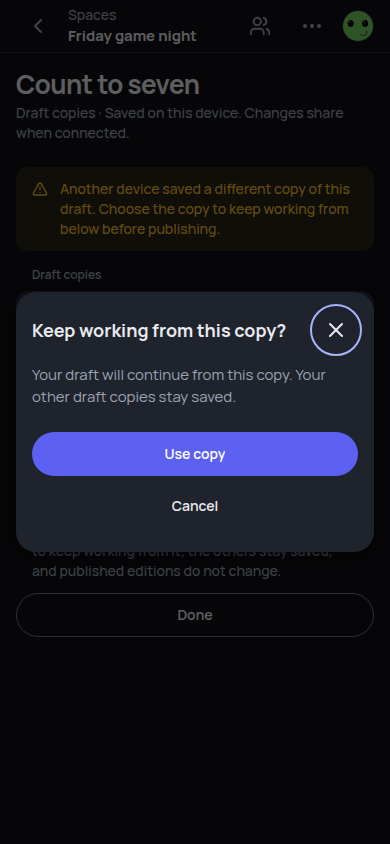 Spaces
Friday game night
Count to seven
Draft copies · Saved on this device. Changes share
when connected.
Another device saved a different copy of this
draft. Choose the copy to keep working from
below before publishing.
Draft copies
Keep working from this copy?
Your draft will continue from this copy. Your
other draft copies stay saved.
Use copy
Cancel
to keep working from it; the others stay saved,
and published editions do not change.
Done